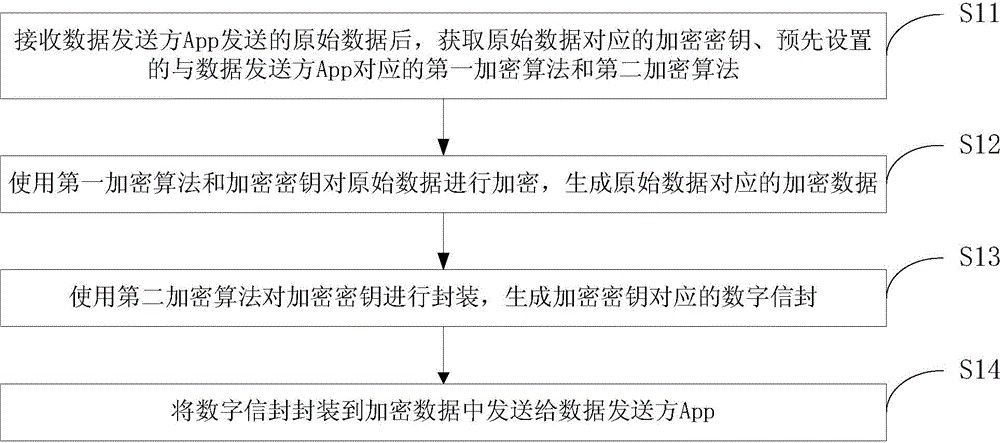 S11
接收数据发送方App发送的原始数据后，获取原始数据对应的加密密钥、预先设置
的与数据发送方App对应的第一加密算法和第二加密算法
S12
使用第一加密算法和加密密钥对原始数据进行加密，生成原始数据对应的加密数据
S13
使用第二加密算法对加密密钥进行封装，生成加密密钥对应的数字信封
S14
将数字信封封装到加密数据中发送给数据发送方App